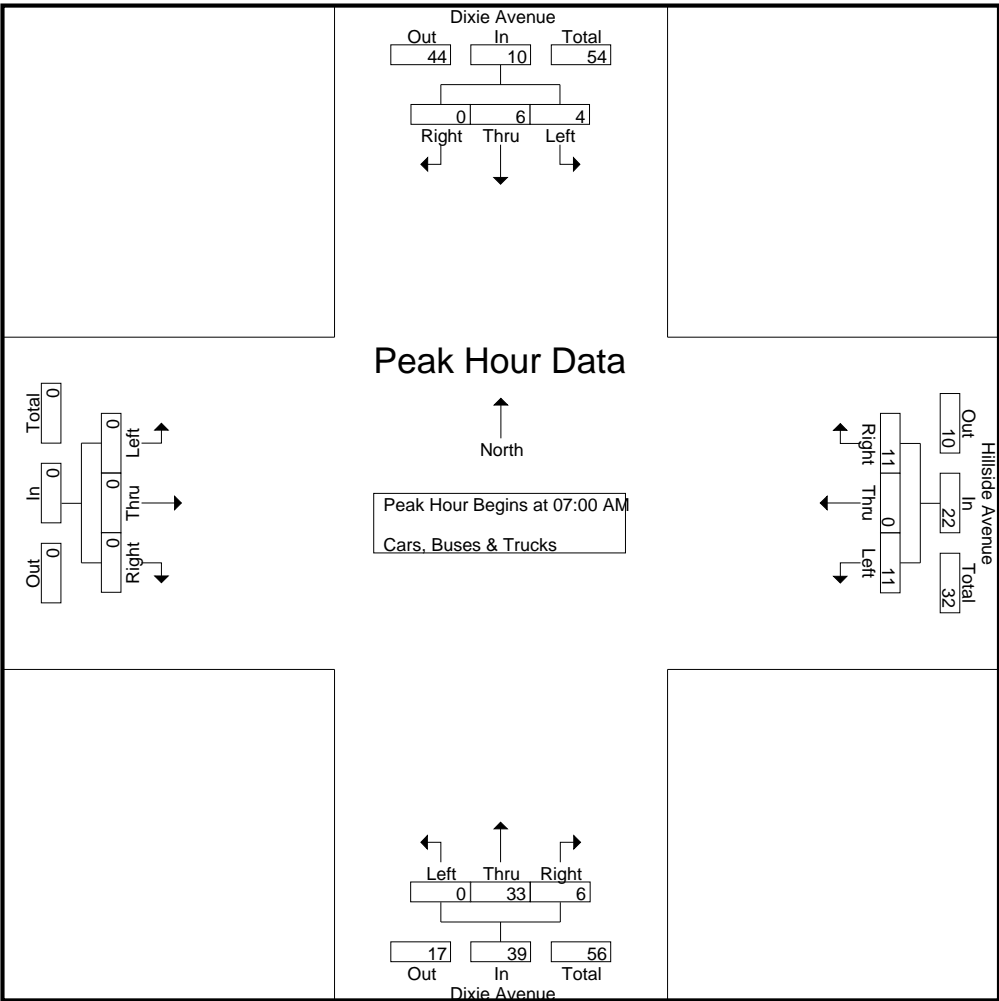 Dixie Avenue
Out In Total
44 10 54
0 6 4
Right Thru Left
Peak Hour Data
North
Peak Hour Begins at 07:00 AM
Cars, Buses & Trucks
Total 0
In 0
Out 0
0 Left
0 Thru
0 Right
Right 11
Thru 0
Left 11
Out 10
In 22
Total 32
Hillside Avenue
Left Thru Right
0 33 6
17 39 56
Out In Total
Dixie Avenue